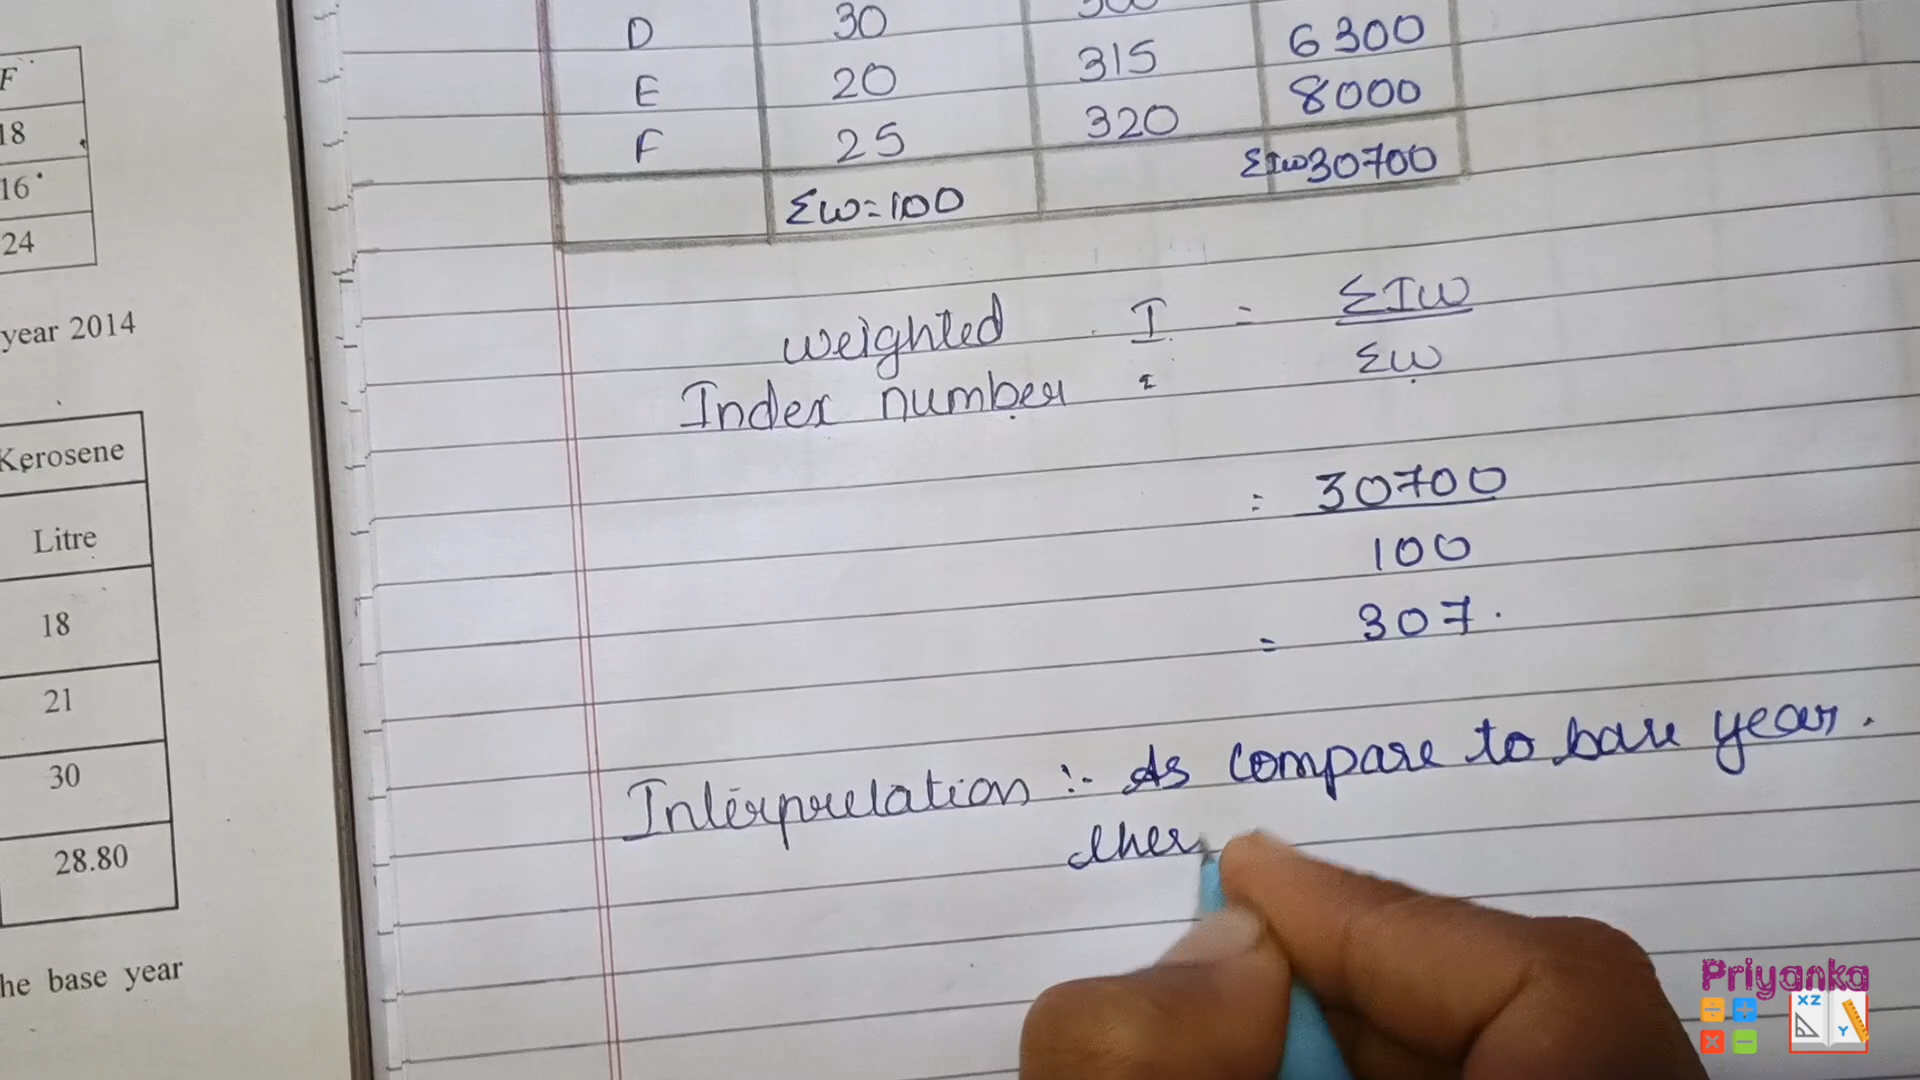 F
18
16
24
year 2014
Kerosene
Litre
18
21
30
28.80
he base year
D 30
E 20 315 6300
F 25 320 8000
Σw=100 ΣIw30700
weighted I = ΣIw
Index number = Σw
= 30700
100
= 307.
Interpretation :- As compare to base year.
ther
Priyanka
XZ
Y